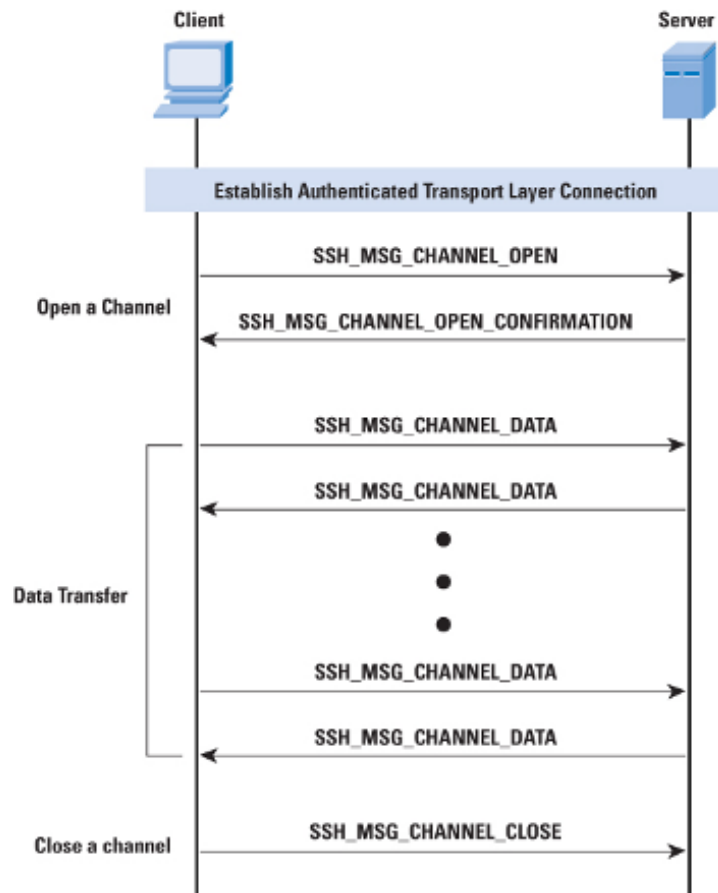 Client
Server
Establish Authenticated Transport Layer Connection
SSH_MSG_CHANNEL_OPEN
Open a Channel
SSH_MSG_CHANNEL_OPEN_CONFIRMATION
SSH_MSG_CHANNEL_DATA
SSH_MSG_CHANNEL_DATA
Data Transfer
SSH_MSG_CHANNEL_DATA
SSH_MSG_CHANNEL_DATA
SSH_MSG_CHANNEL_CLOSE
Close a channel